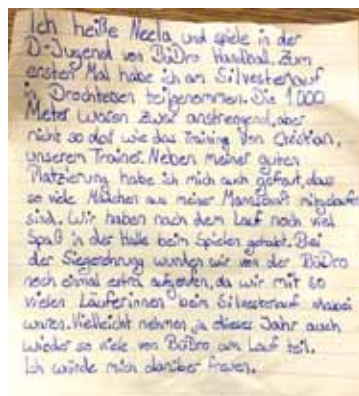 Ich heiße Neela und spiele in der
D-Jugend von BüDro Handball. Zum
ersten Mal habe ich am Silvesterlauf
in Drochtersen teilgenommen. Die 1000
Meter waren zwar anstrengend, aber
nicht so doll wie das Training von Christian,
unserem Trainer. Neben meiner guten
Platzierung habe ich mich auch gefreut, dass
so viele Mädchen aus meiner Mannschaft mitgelaufen
sind. Wir haben nach dem Lauf noch viel
Spaß in der Halle beim Spielen gehabt. Bei
der Siegerehrung wurden wir von der BüDro
noch einmal extra aufgerufen, da wir mit so
vielen Läuferinnen beim Silvesterlauf dabei
waren. Vielleicht nehmen ja dieses Jahr auch
wieder so viele von BüDro am Lauf teil.
Ich würde mich darüber freuen.